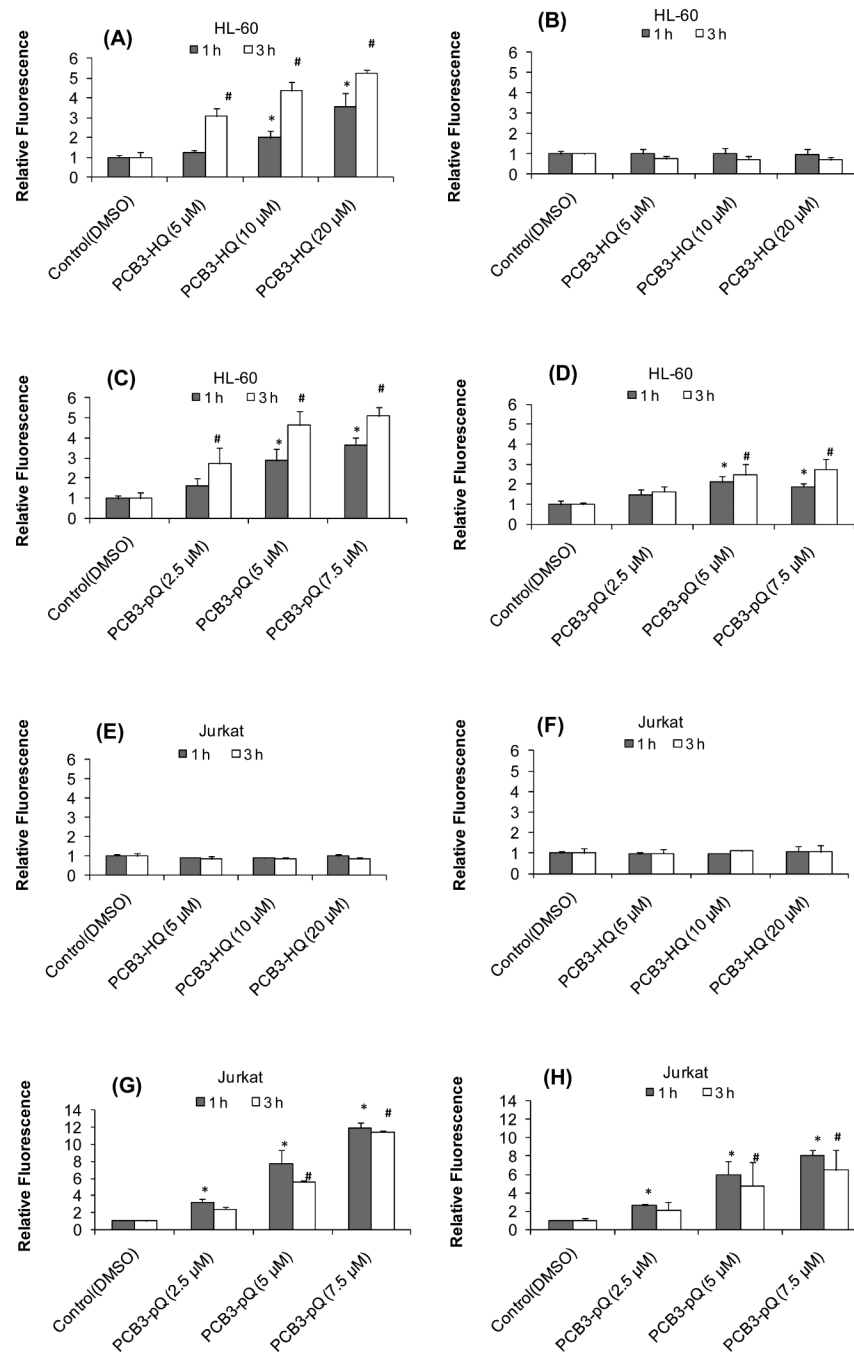 (A)
HL-60
1 h 3 h
Relative Fluorescence
6
5
4
3
2
1
0
* * # # #
Control(DMSO)
PCB3-HQ (5 µM)
PCB3-HQ (10 µM)
PCB3-HQ (20 µM)
(B)
HL-60
1 h 3 h
Relative Fluorescence
6
5
4
3
2
1
0
Control(DMSO)
PCB3-HQ (5 µM)
PCB3-HQ (10 µM)
PCB3-HQ (20 µM)
(C)
HL-60
1 h 3 h
Relative Fluorescence
6
5
4
3
2
1
0
# * # * #
Control(DMSO)
PCB3-pQ (2.5 µM)
PCB3-pQ (5 µM)
PCB3-pQ (7.5 µM)
(D)
HL-60
1 h 3 h
Relative Fluorescence
6
5
4
3
2
1
0
* # * #
Control(DMSO)
PCB3-pQ (2.5 µM)
PCB3-pQ (5 µM)
PCB3-pQ (7.5 µM)
(E)
Jurkat
1 h 3 h
Relative Fluorescence
6
5
4
3
2
1
0
Control(DMSO)
PCB3-HQ (5 µM)
PCB3-HQ (10 µM)
PCB3-HQ (20 µM)
(F)
Jurkat
1 h 3 h
Relative Fluorescence
6
5
4
3
2
1
0
Control(DMSO)
PCB3-HQ (5 µM)
PCB3-HQ (10 µM)
PCB3-HQ (20 µM)
(G)
Jurkat
1 h 3 h
Relative Fluorescence
14
12
10
8
6
4
2
0
* * # * #
Control(DMSO)
PCB3-pQ (2.5 µM)
PCB3-pQ (5 µM)
PCB3-pQ (7.5 µM)
(H)
Jurkat
1 h 3 h
Relative Fluorescence
14
12
10
8
6
4
2
0
* * # * #
Control(DMSO)
PCB3-pQ (2.5 µM)
PCB3-pQ (5 µM)
PCB3-pQ (7.5 µM)